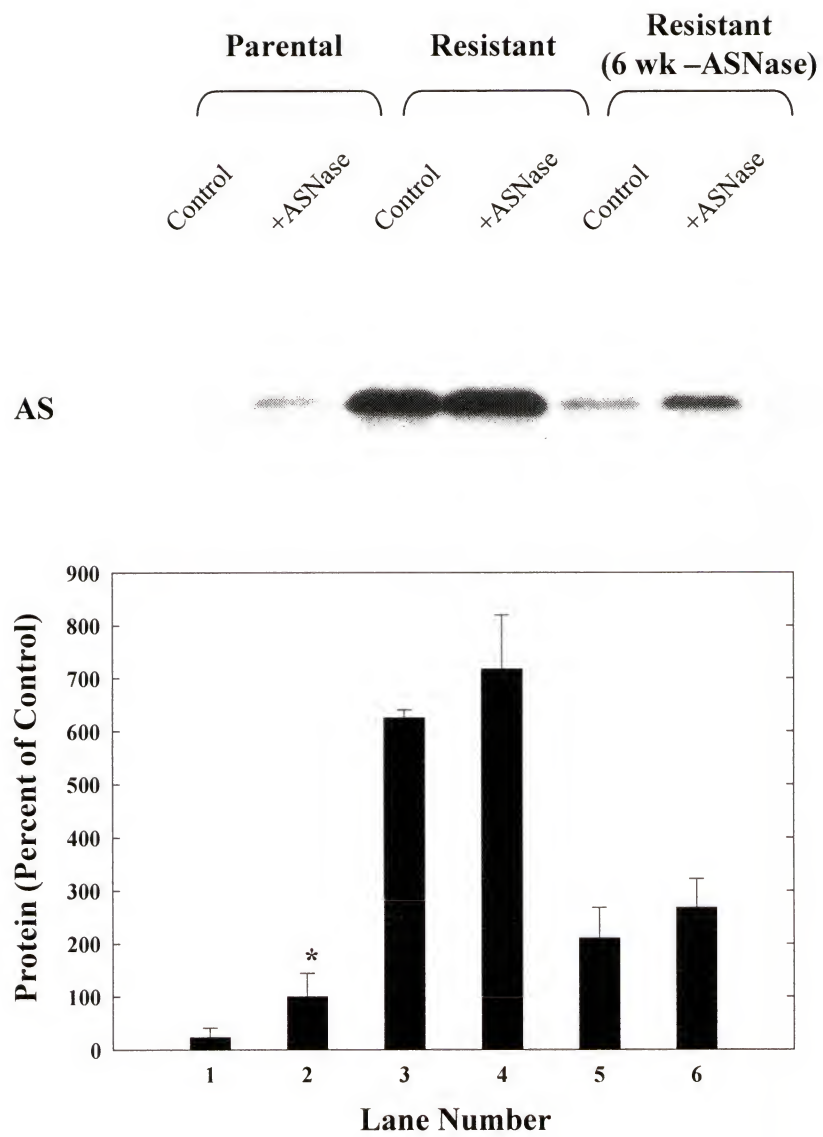 Parental Resistant Resistant
(6 wk –ASNase)
Control +ASNase Control +ASNase Control +ASNase
AS
900
800
700
600
500
400
300
200
100
0
*
Protein (Percent of Control)
1 2 3 4 5 6
Lane Number